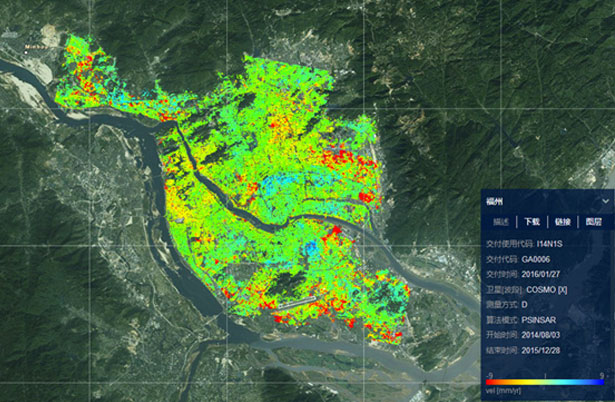 Minhou
福州
描述 下载 链接 图层
交付使用代码: I14N1S
交付代码: GA0006
交付时间: 2016/01/27
卫星[波段]: COSMO [X]
测量方式: D
算法模式: PSINSAR
开始时间: 2014/08/03
结束时间: 2015/12/28
-9 9
vel [mm/yr]